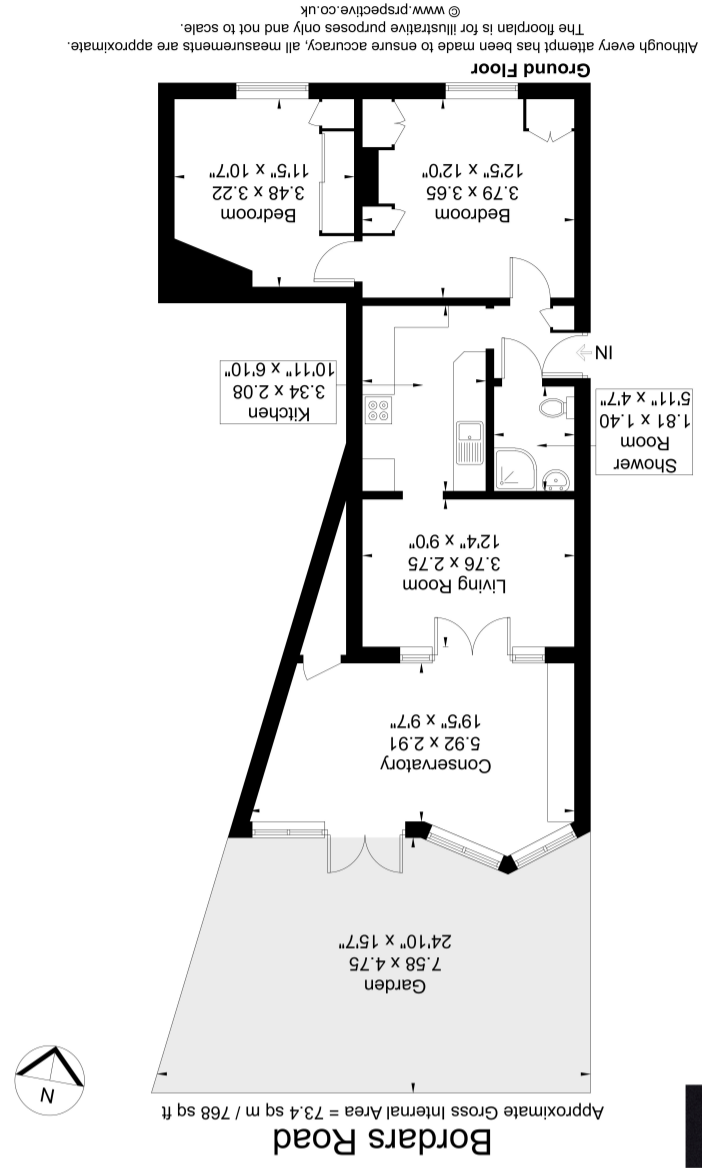 Bordars Road
Approximate Gross Internal Area = 73.4 sq m / 768 sq ft
N
Garden
7.58 x 4.75
24'10" x 15'7"
Conservatory
5.92 x 2.91
19'5" x 9'7"
Living Room
3.76 x 2.75
12'4" x 9'0"
Shower
Room
1.81 x 1.40
5'11" x 4'7"
Kitchen
3.34 x 2.08
10'11" x 6'10"
IN
Bedroom
3.79 x 3.65
12'5" x 12'0"
Bedroom
3.48 x 3.22
11'5" x 10'7"
Ground Floor
Although every attempt has been made to ensure accuracy, all measurements are approximate.
The floorplan is for illustrative purposes only and not to scale.
© www.prspective.co.uk